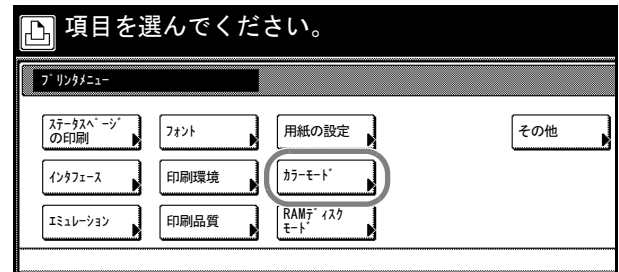 項目を選んでください。
プリンタメニュー
ステータスページ
の印刷
フォント
用紙の設定
その他
インタフェース
印刷環境
カラーモード
エミュレーション
印刷品質
RAMディスク
モード